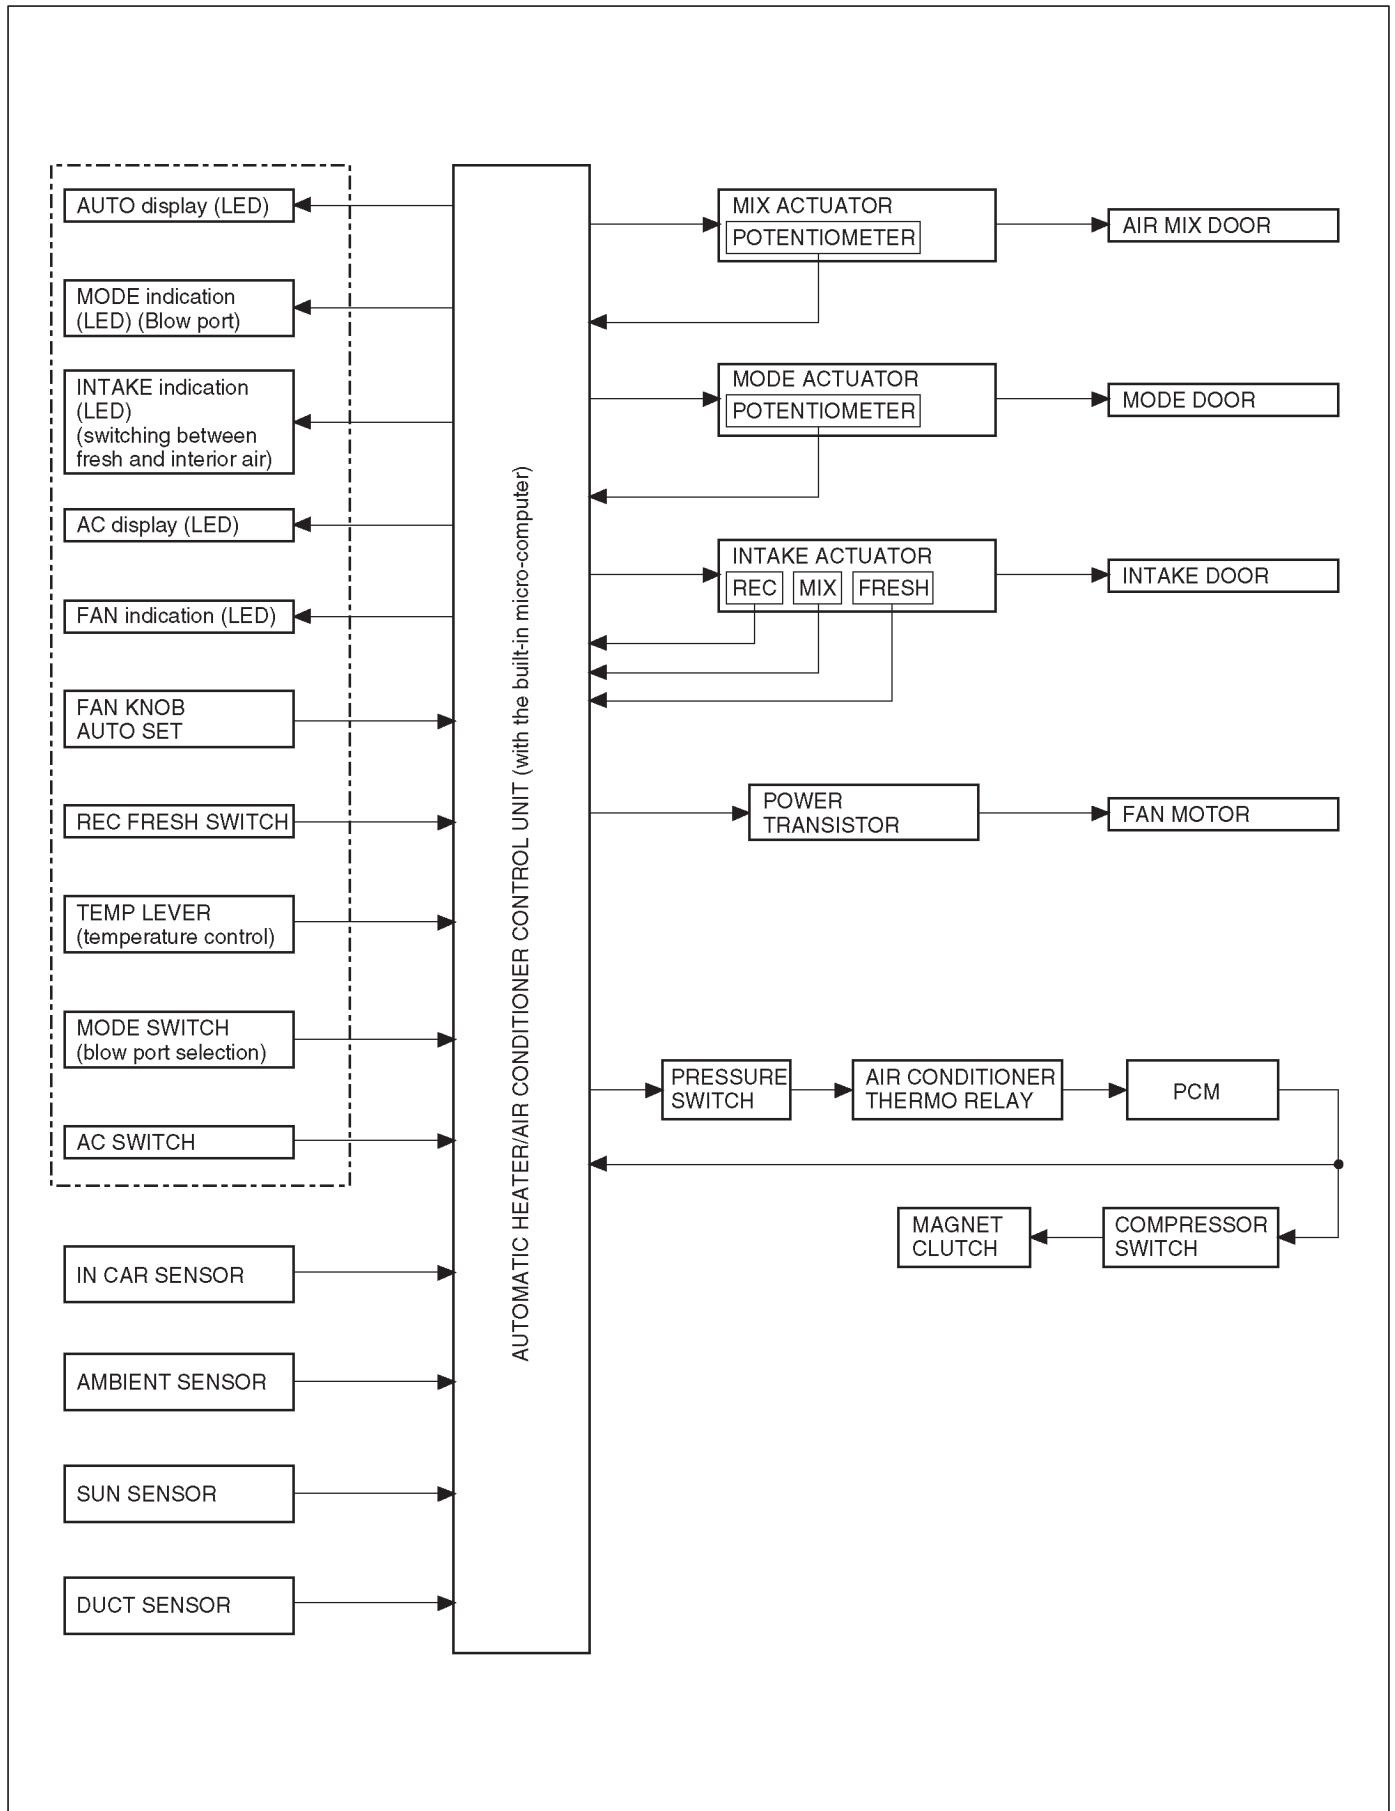 AUTO display (LED)
MODE indication
(LED) (Blow port)
INTAKE indication
(LED)
(switching between
fresh and interior air)
AC display (LED)
FAN indication (LED)
FAN KNOB
AUTO SET
REC FRESH SWITCH
TEMP LEVER
(temperature control)
MODE SWITCH
(blow port selection)
AC SWITCH
IN CAR SENSOR
AMBIENT SENSOR
SUN SENSOR
DUCT SENSOR
AUTOMATIC HEATER/AIR CONDITIONER CONTROL UNIT (with the built-in micro-computer)
MIX ACTUATOR
POTENTIOMETER
AIR MIX DOOR
MODE ACTUATOR
POTENTIOMETER
MODE DOOR
INTAKE ACTUATOR
REC MIX FRESH
INTAKE DOOR
POWER
TRANSISTOR
FAN MOTOR
PRESSURE
SWITCH
AIR CONDITIONER
THERMO RELAY
PCM
MAGNET
CLUTCH
COMPRESSOR
SWITCH